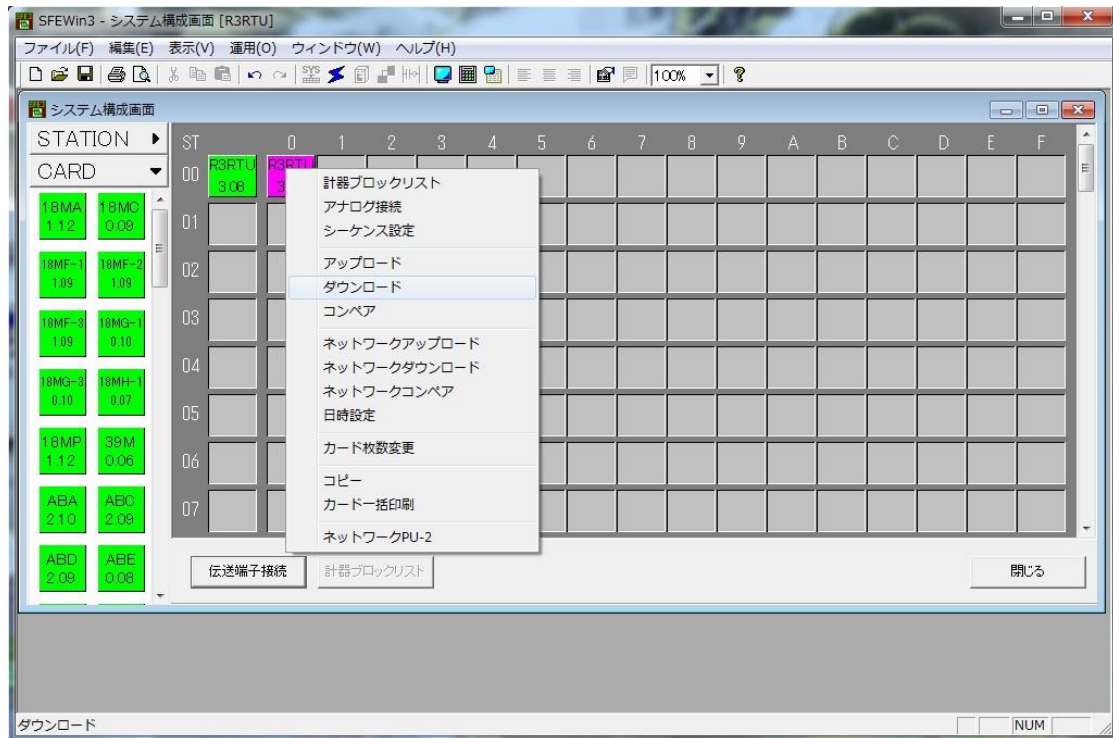 SFEWin3 - システム構成画面 [R3RTU]
ファイル(F) 編集(E) 表示(V) 運用(O) ウィンドウ(W) ヘルプ(H)
SYS 100%
システム構成画面
STATION
CARD
ST 0 1 2 3 4 5 6 7 8 9 A B C D E F
00
R3RTU
3.08
R3RTU
01
02
03
04
05
06
07
18MA
1.12
18MC
0.09
18MF-1
1.09
18MF-2
1.09
18MF-3
1.09
18MG-1
0.10
18MG-3
0.10
18MH-1
0.07
18MP
1.12
39M
0.06
ABA
2.10
ABC
2.09
ABD
2.09
ABE
0.08
計器ブロックリスト
アナログ接続
シーケンス設定
アップロード
ダウンロード
コンペア
ネットワークアップロード
ネットワークダウンロード
ネットワークコンペア
日時設定
カード枚数変更
コピー
カード一括印刷
ネットワークPU-2
伝送端子接続
計器ブロックリスト
閉じる
ダウンロード
NUM